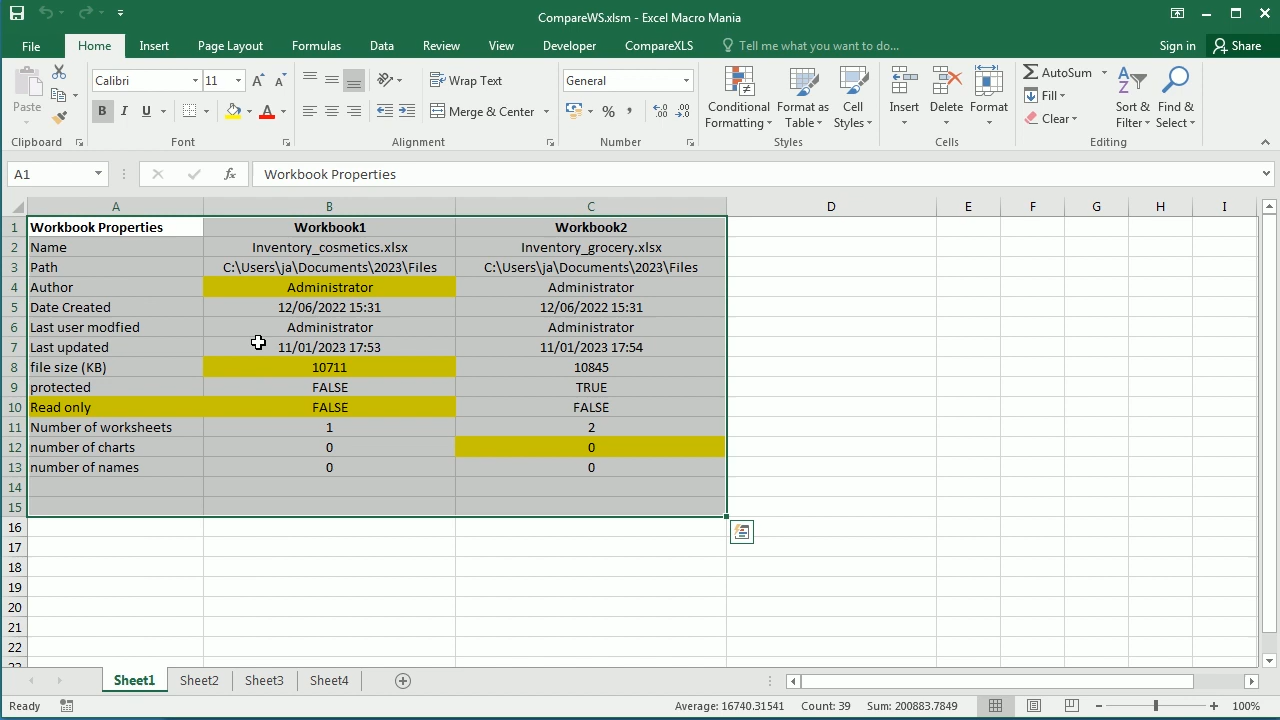 CompareWS.xlsm - Excel Macro Mania
File Home Insert Page Layout Formulas Data Review View Developer CompareXLS Tell me what you want to do... Sign in Share
Paste
Calibri 11
B I U
Wrap Text
Merge & Center
General
%
Conditional Formatting
Format as Table
Cell Styles
Insert
Delete
Format
AutoSum
Fill
Clear
Sort & Filter
Find & Select
Clipboard Font Alignment Number Styles Cells Editing
A1 fx Workbook Properties
A B C D E F G H I
1 Workbook Properties Workbook1 Workbook2
2 Name Inventory_cosmetics.xlsx Inventory_grocery.xlsx
3 Path C:\Users\ja\Documents\2023\Files C:\Users\ja\Documents\2023\Files
4 Author Administrator Administrator
5 Date Created 12/06/2022 15:31 12/06/2022 15:31
6 Last user modfied Administrator Administrator
7 Last updated 11/01/2023 17:53 11/01/2023 17:54
8 file size (KB) 10711 10845
9 protected FALSE TRUE
10 Read only FALSE FALSE
11 Number of worksheets 1 2
12 number of charts 0 0
13 number of names 0 0
14
15
16
17
18
19
20
21
22
Sheet1 Sheet2 Sheet3 Sheet4
Ready Average: 16740.31541 Count: 39 Sum: 200883.7849 100%